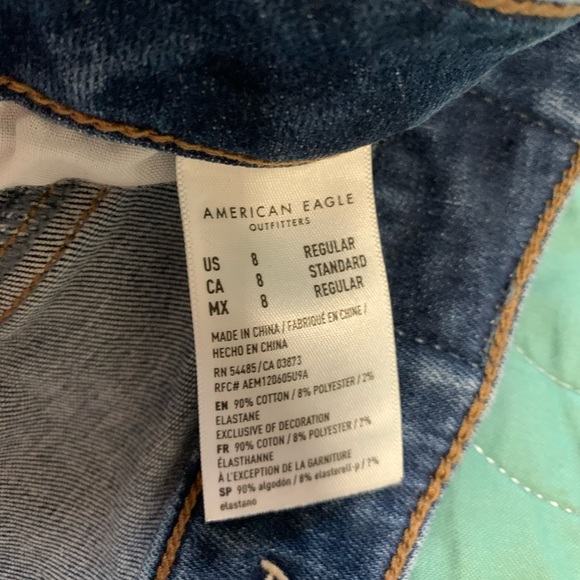 AMERICAN EAGLE
OUTFITTERS
US 8 REGULAR
CA 8 STANDARD
MX 8 REGULAR
MADE IN CHINA / FABRIQUÉ EN CHINE /
HECHO EN CHINA
RN 54485/CA 03873
RFC# AEM120605U9A
EN 90% COTTON / 8% POLYESTER / 2%
ELASTANE
EXCLUSIVE OF DECORATION
FR 90% COTON / 8% POLYESTER / 2%
ÉLASTHANNE
À L'EXCEPTION DE LA GARNITURE
SP 90% algodón / 8% elasterell-p / 2%
elastano